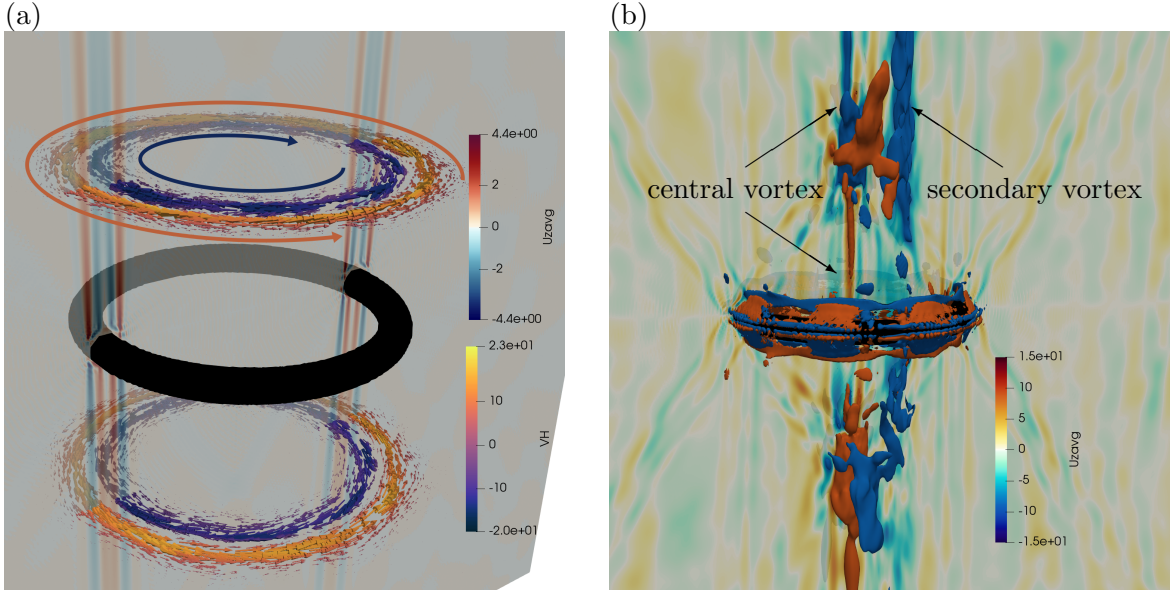 (a)
(b)
4.4e+00
2
0
-2
-4.4e+00
Uzavg
2.3e+01
10
0
-10
-2.0e+01
VH
central vortex
secondary vortex
1.5e+01
10
5
0
-5
-10
-1.5e+01
Uzavg